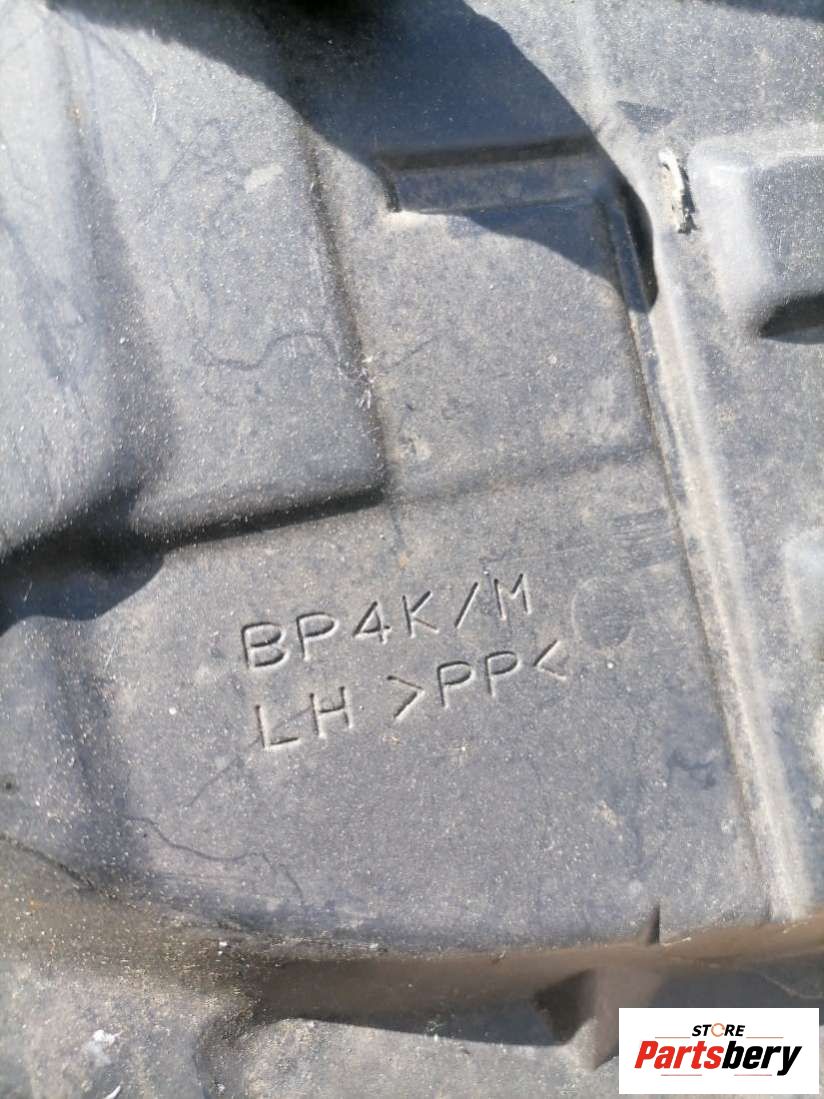 BP4K/M
LH >PP<
STORE
Partsbery